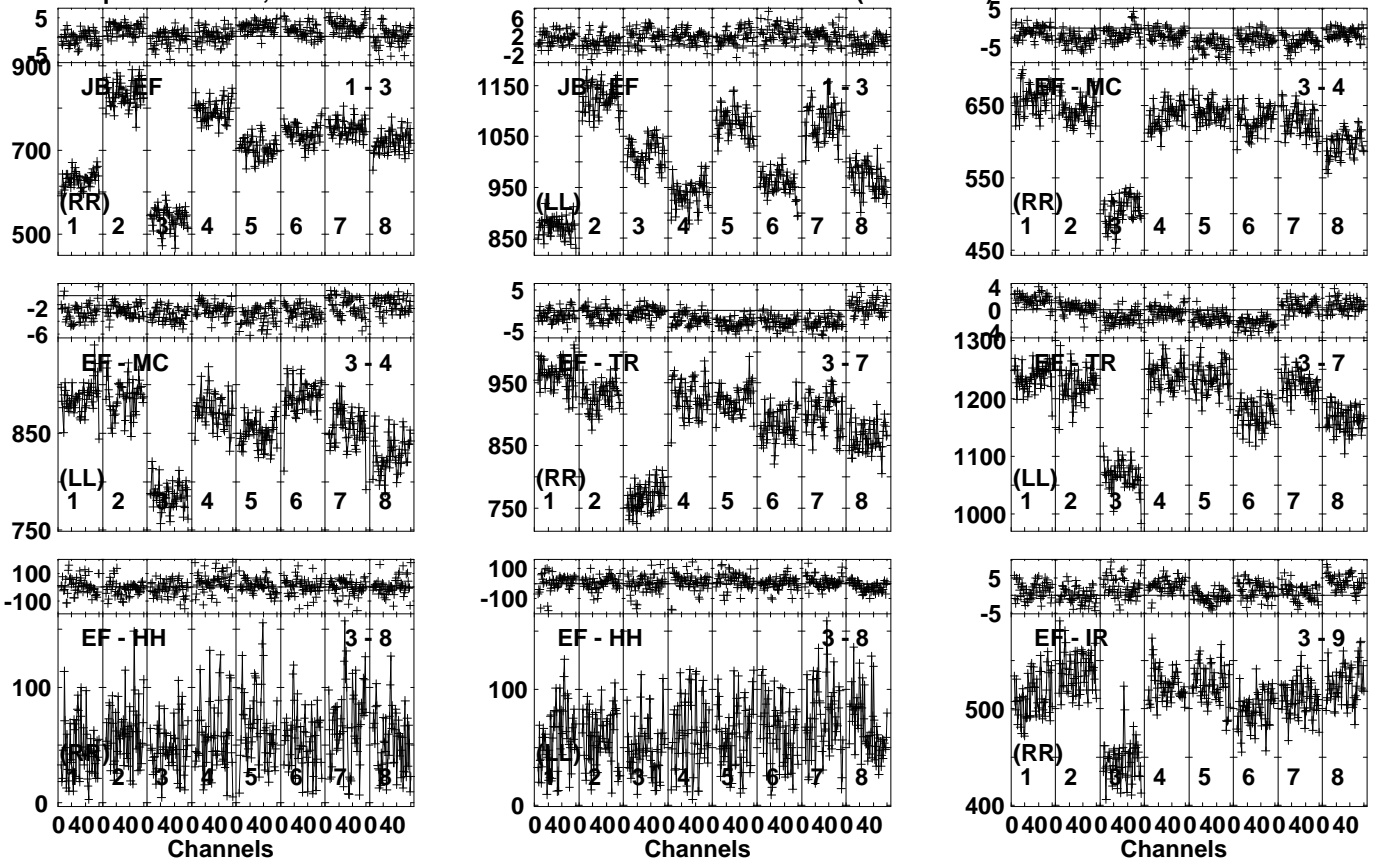 5
-5
900
JB - EF
1 - 3
700
(RR)
1 2 3 4 5 6 7 8
500
6
2
-2
1150
JB - EF
1 - 3
1050
950
(LL)
1 2 3 4 5 6 7 8
850
5
-5
EF - MC
3 - 4
650
550
(RR)
1 2 3 4 5 6 7 8
450
-2
-6
EF - MC
3 - 4
850
(LL)
1 2 3 4 5 6 7 8
750
5
-5
EF - TR
3 - 7
950
850
(RR)
1 2 3 4 5 6 7 8
750
4
0
-4
1300
EF - TR
3 - 7
1200
1100
(LL)
1 2 3 4 5 6 7 8
1000
100
-100
EF - HH
3 - 8
100
(RR)
1 2 3 4 5 6 7 8
0
0 40 0 40 0 40 0 40 0 40 0 40 0 40 0 40
Channels
100
-100
EF - HH
3 - 8
100
(LL)
1 2 3 4 5 6 7 8
0
0 40 0 40 0 40 0 40 0 40 0 40 0 40 0 40
Channels
5
-5
EF - IR
3 - 9
500
(RR)
1 2 3 4 5 6 7 8
400
0 40 0 40 0 40 0 40 0 40 0 40 0 40 0 40
Channels